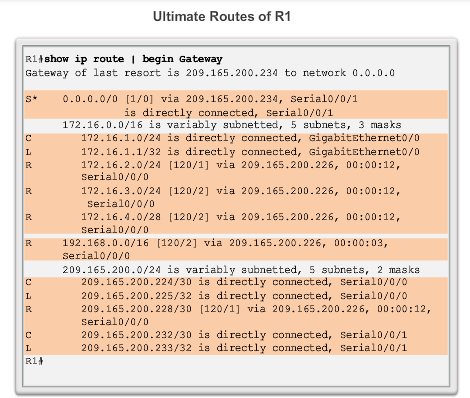 Ultimate Routes of R1
R1#show ip route | begin Gateway
Gateway of last resort is 209.165.200.234 to network 0.0.0.0
S* 0.0.0.0/0 [1/0] via 209.165.200.234, Serial0/0/1
is directly connected, Serial0/0/1
172.16.0.0/16 is variably subnetted, 5 subnets, 3 masks
C 172.16.1.0/24 is directly connected, GigabitEthernet0/0
L 172.16.1.1/32 is directly connected, GigabitEthernet0/0
R 172.16.2.0/24 [120/1] via 209.165.200.226, 00:00:12,
Serial0/0/0
R 172.16.3.0/24 [120/2] via 209.165.200.226, 00:00:12,
Serial0/0/0
R 172.16.4.0/28 [120/2] via 209.165.200.226, 00:00:12,
Serial0/0/0
R 192.168.0.0/16 [120/2] via 209.165.200.226, 00:00:03,
Serial0/0/0
209.165.200.0/24 is variably subnetted, 5 subnets, 2 masks
C 209.165.200.224/30 is directly connected, Serial0/0/0
L 209.165.200.225/32 is directly connected, Serial0/0/0
R 209.165.200.228/30 [120/1] via 209.165.200.226, 00:00:12,
Serial0/0/0
C 209.165.200.232/30 is directly connected, Serial0/0/1
L 209.165.200.233/32 is directly connected, Serial0/0/1
R1#